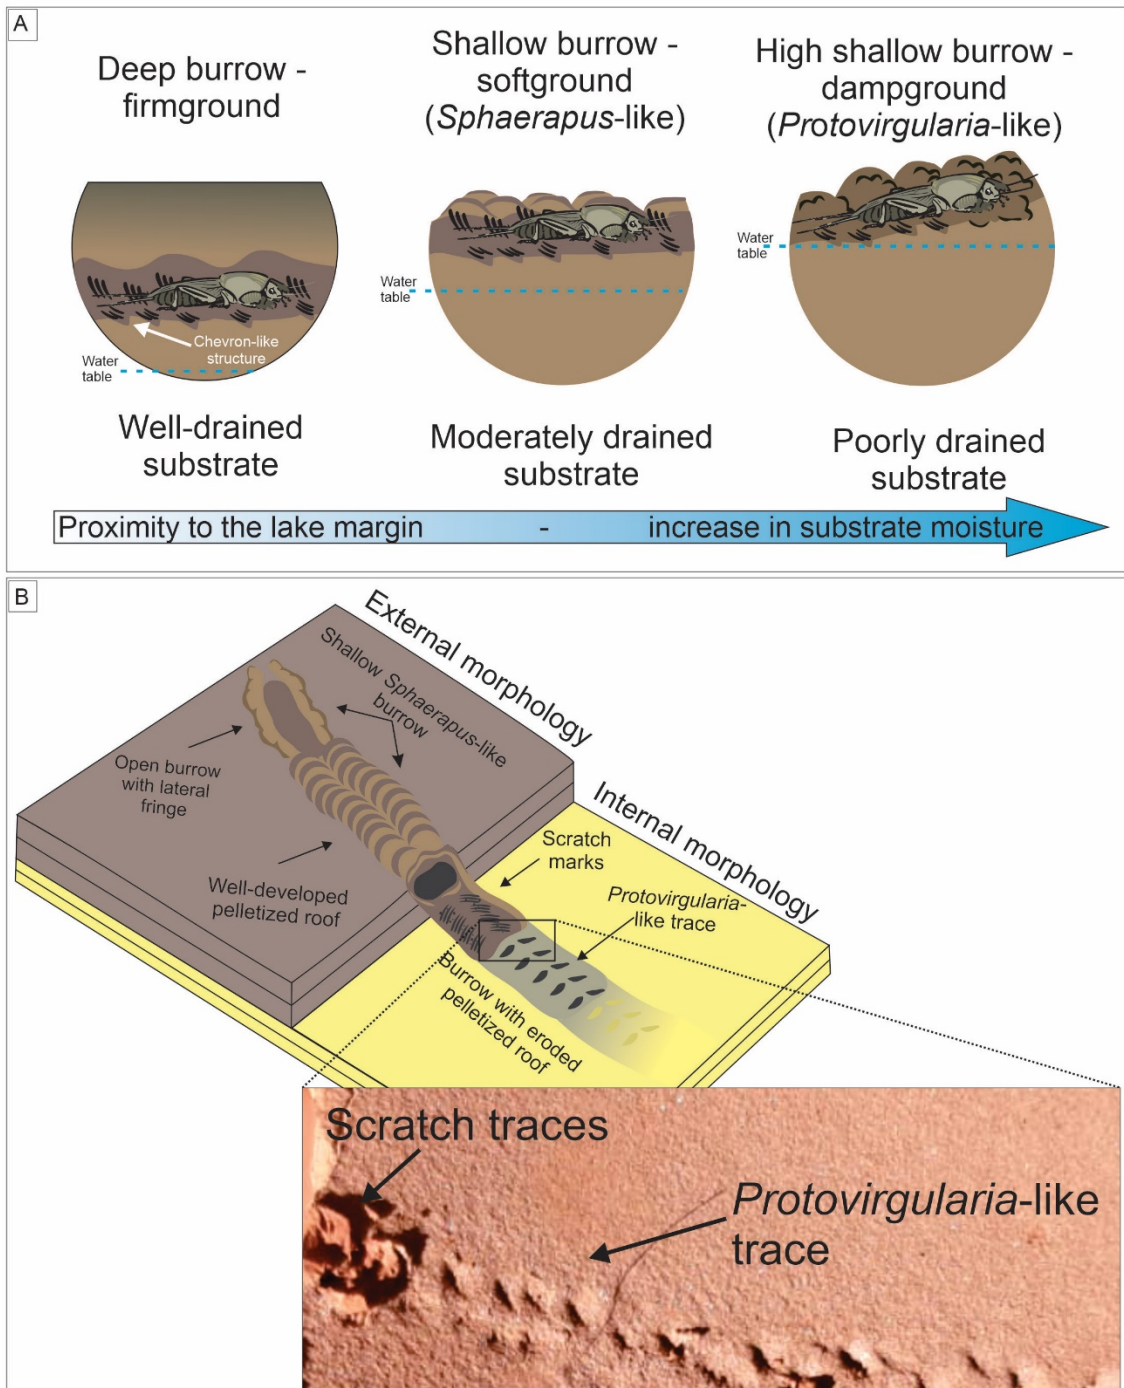 A
Deep burrow -
firmground
Shallow burrow -
softground
(Sphaerapus-like)
High shallow burrow -
dampground
(Protovirgularia-like)
Chevron-like
structure
Water
table
Water
table
Water
table
Well-drained
substrate
Moderately drained
substrate
Poorly drained
substrate
Proximity to the lake margin - increase in substrate moisture
B
External morphology
Shallow Sphaerapus-like
burrow
Open burrow
with lateral
fringe
Well-developed
pelletized roof
Internal morphology
Scratch
marks
Protovirgularia-
like trace
Burrow with eroded
pelletized roof
Scratch traces
Protovirgularia-like
trace